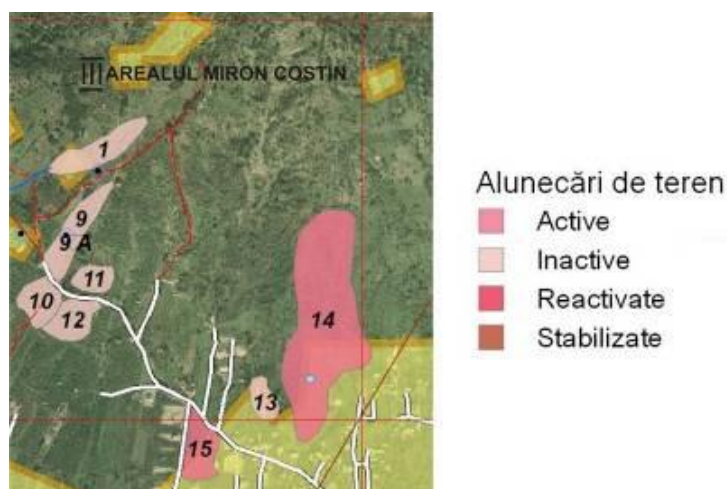 III AREALUL MIRON COSTIN
1
9
9 A
11
10
12
14
13
15
Alunecări de teren
Active
Inactive
Reactivate
Stabilizate